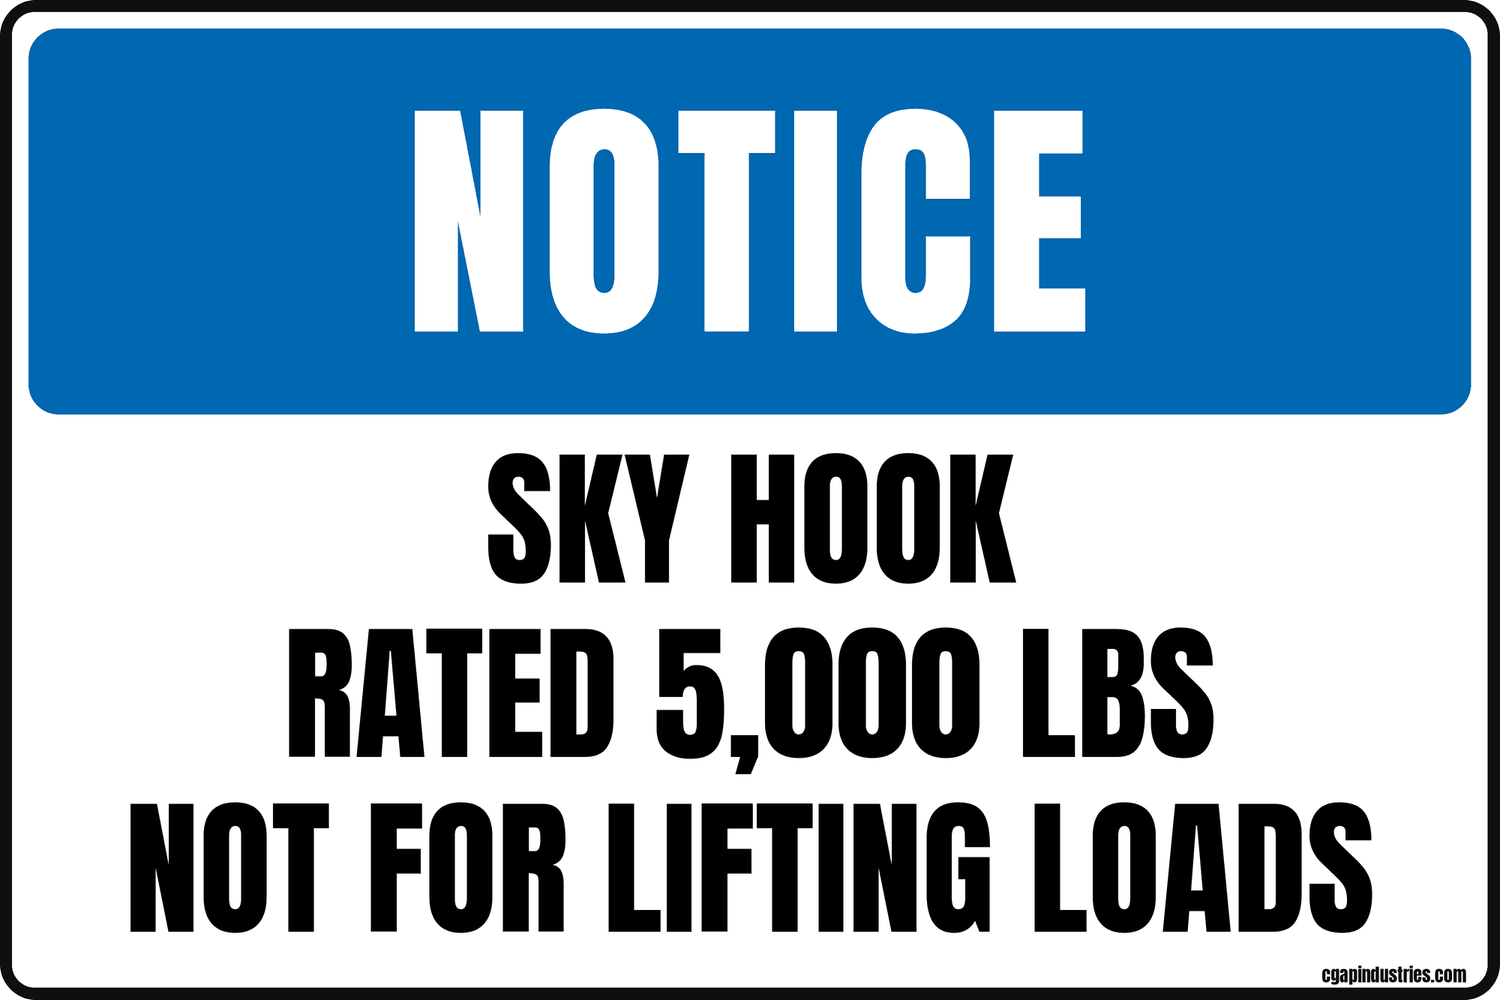 NOTICE
SKY HOOK
RATED 5,000 LBS
NOT FOR LIFTING LOADS
cgapindustries.com